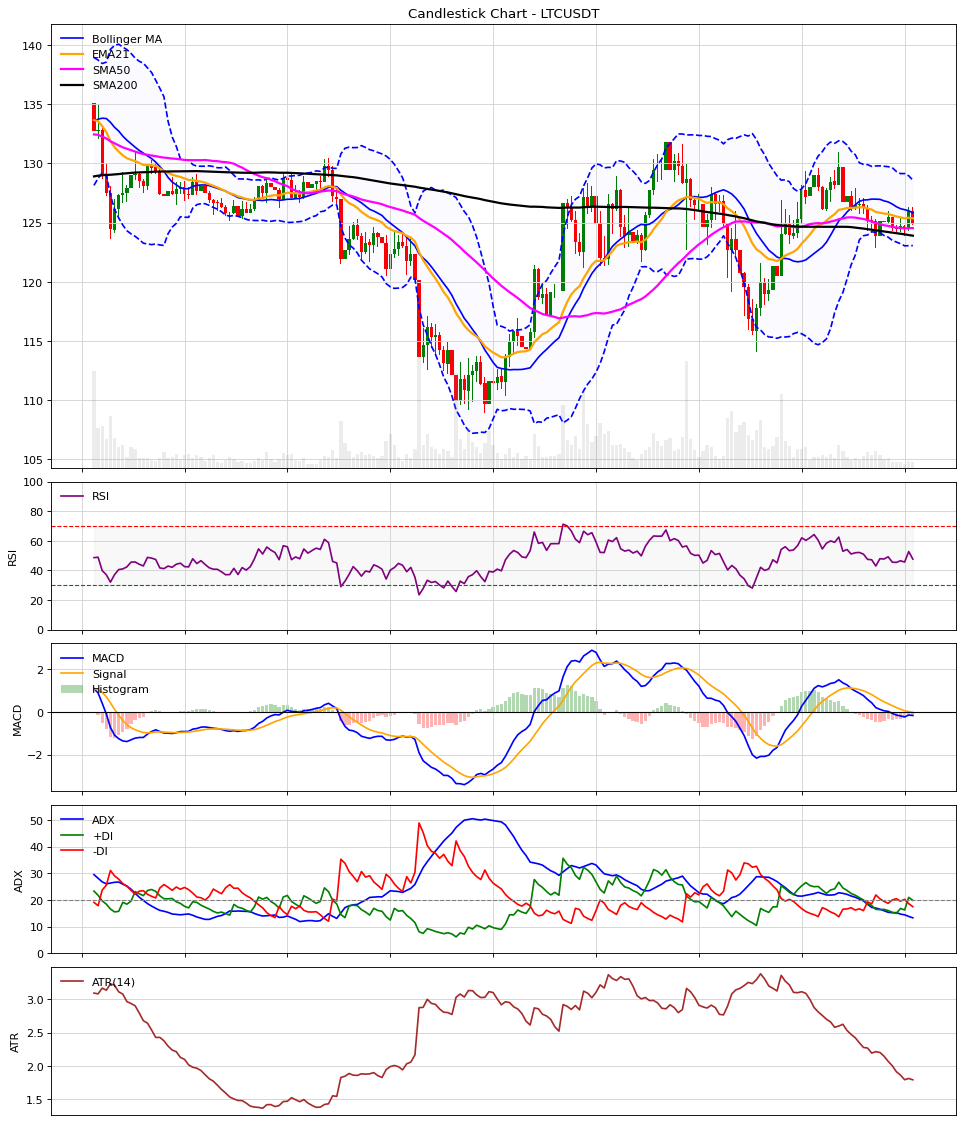 Candlestick Chart - LTCUSDT
Bollinger MA
EMA21
SMA50
SMA200
140
135
130
125
120
115
110
105
RSI
100
80
60
40
20
0
RSI
MACD
Signal
Histogram
2
0
−2
MACD
ADX
+DI
-DI
50
40
30
20
10
0
ADX
ATR(14)
3.0
2.5
2.0
1.5
ATR